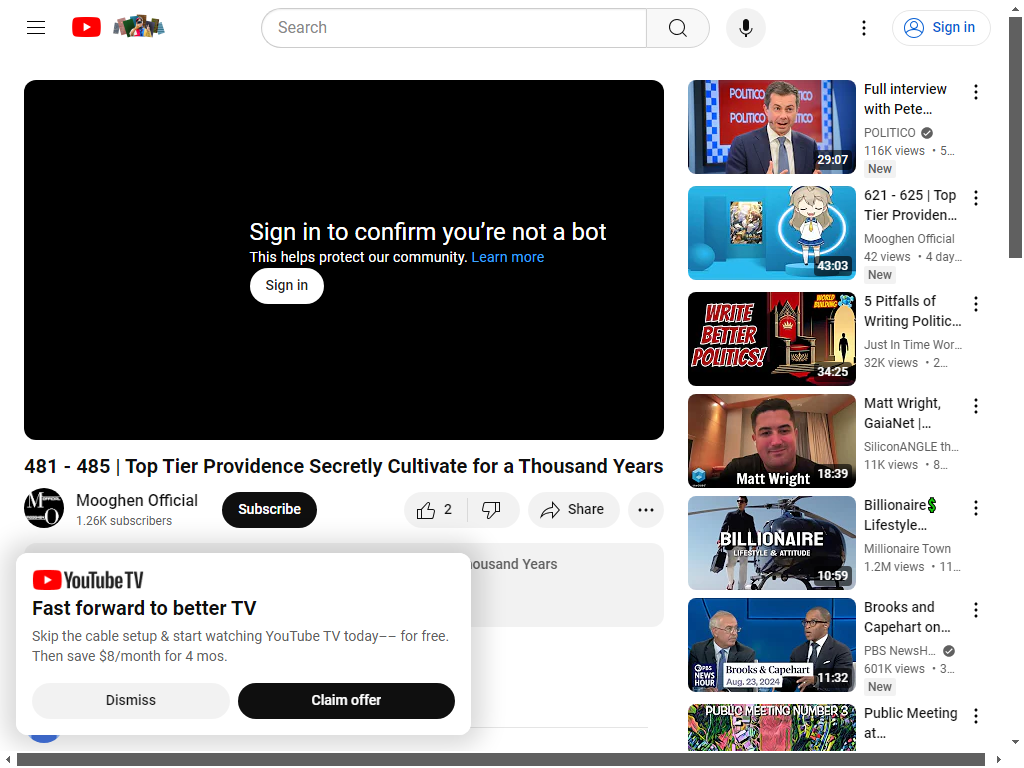 Search
Sign in
Sign in to confirm you’re not a bot
This helps protect our community. Learn more
Sign in
481 - 485 | Top Tier Providence Secretly Cultivate for a Thousand Years
Mooghen Official
1.26K subscribers
Subscribe
2
Share
housand Years
YouTube TV
Fast forward to better TV
Skip the cable setup & start watching YouTube TV today–– for free.
Then save $8/month for 4 mos.
Dismiss
Claim offer
POLITICO
POLITICO
29:07
Full interview
with Pete…
POLITICO
116K views • 5…
New
43:03
621 - 625 | Top
Tier Providen…
Mooghen Official
42 views • 4 day…
New
WRITE
BETTER
POLITICS!
WORLD
BUILDING
34:25
5 Pitfalls of
Writing Politic…
Just In Time Wor…
32K views • 2…
Matt Wright
18:39
Matt Wright,
GaiaNet |…
SiliconANGLE th…
11K views • 8…
BILLIONAIRE
LIFESTYLE & ATTITUDE
10:59
Billionaire💲
Lifestyle…
Millionaire Town
1.2M views • 11…
PBS
NEWS
HOUR
Brooks & Capehart
Aug. 23, 2024
11:32
Brooks and
Capehart on…
PBS NewsH…
601K views • 3…
New
PUBLIC MEETING NUMBER 3
Public Meeting
at…